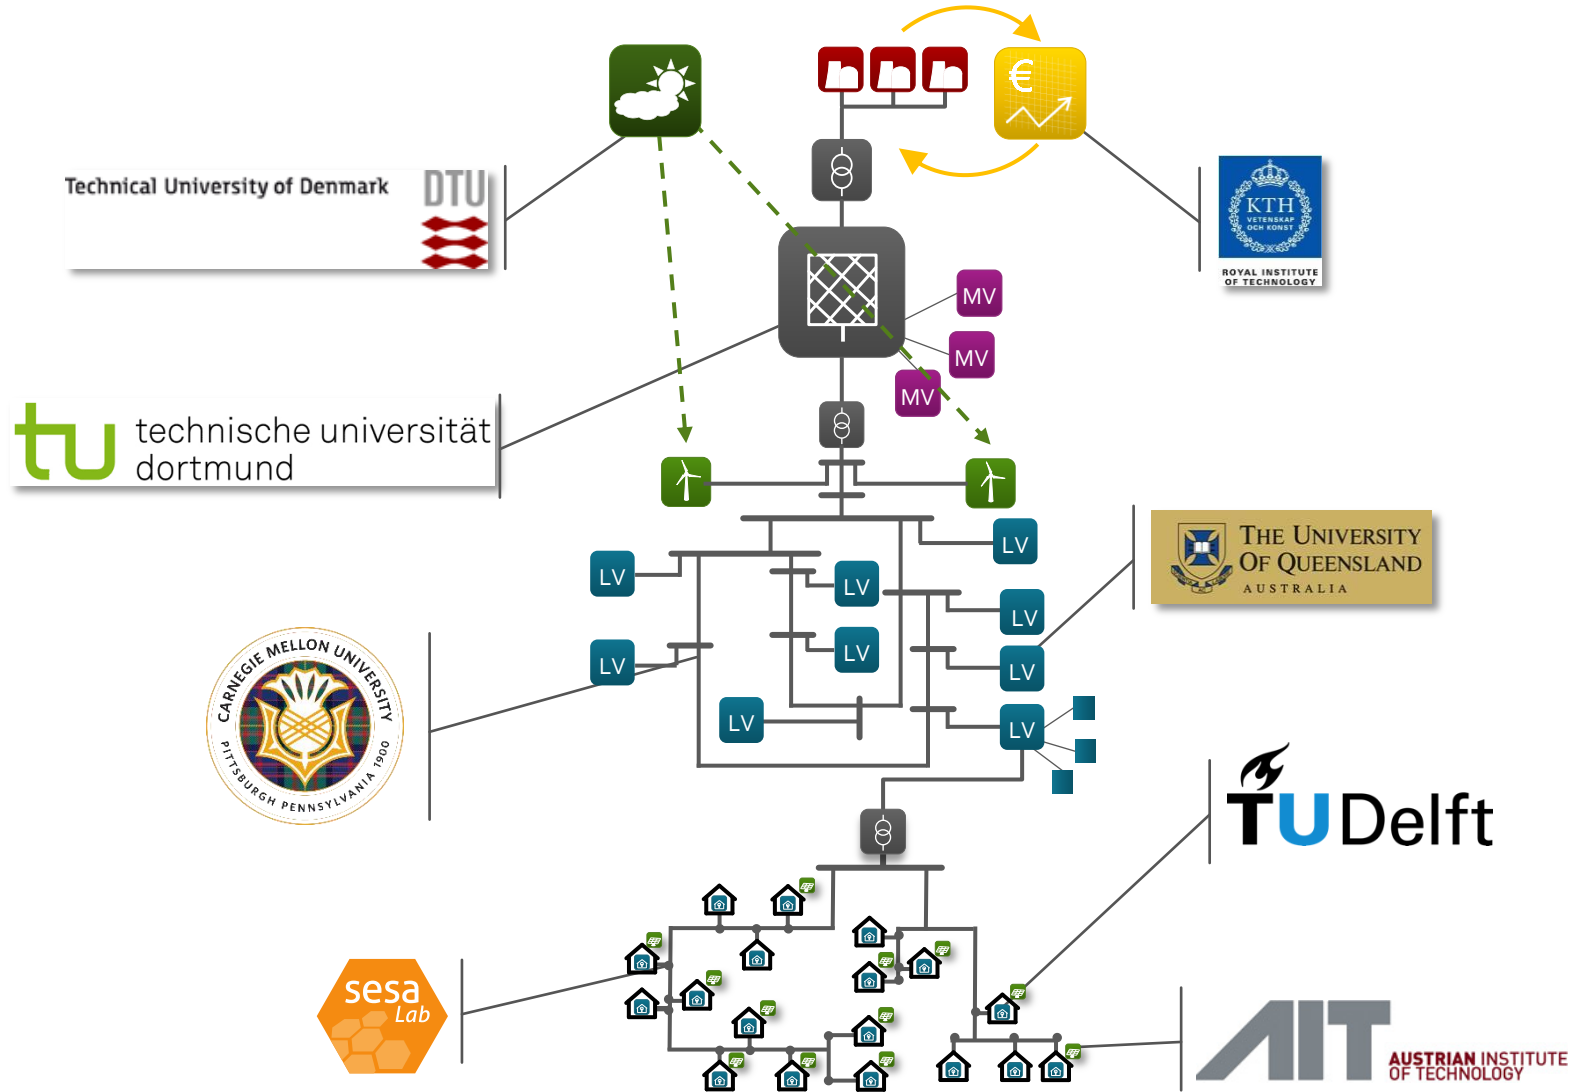 €
Technical University of Denmark
DTU
KTH
VETENSKAP
OCH KONST
ROYAL INSTITUTE
OF TECHNOLOGY
MV
MV
MV
tu technische universität
dortmund
LV
THE UNIVERSITY
OF QUEENSLAND
AUSTRALIA
LV
LV
LV
LV
LV
LV
LV
LV
CARNEGIE MELLON UNIVERSITY
PITTSBURGH PENNSYLVANIA 1900
TUDelft
sesa
Lab
AIT
AUSTRIAN INSTITUTE
OF TECHNOLOGY